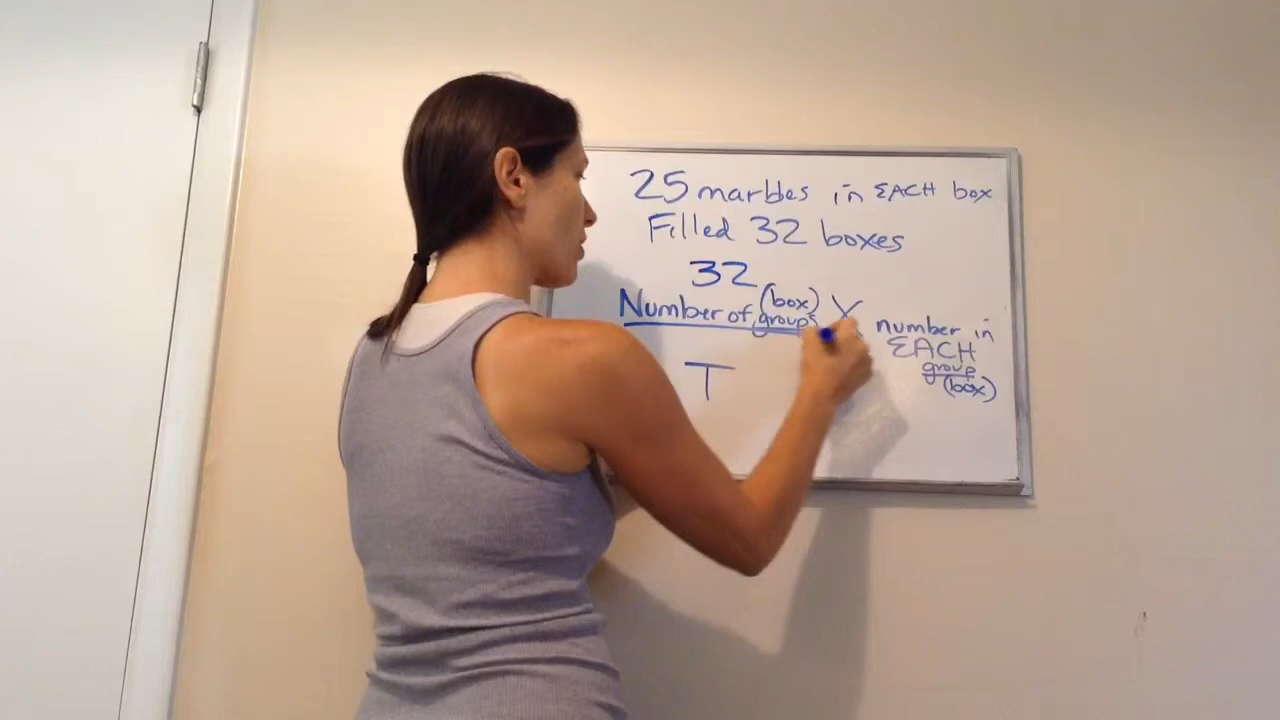 25 marbles in EACH box
Filled 32 boxes
32
Number of groups (box) X
number in
EACH
group
(box)
T